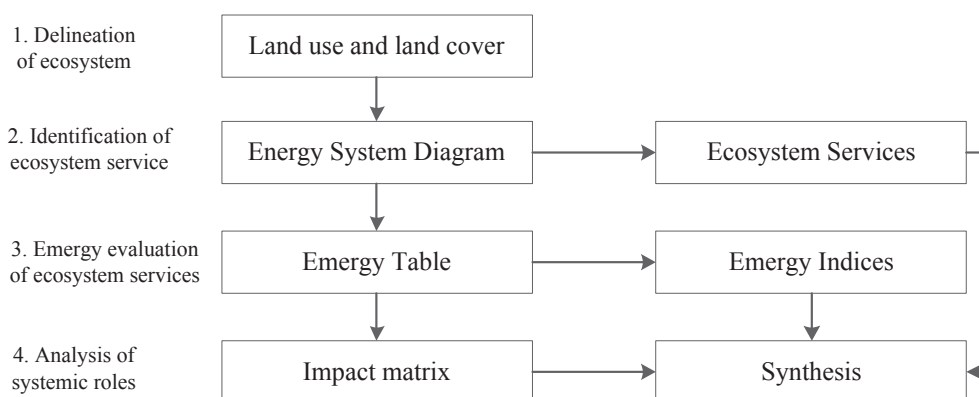 1. Delineation
of ecosystem
Land use and land cover
2. Identification of
ecosystem service
Energy System Diagram
Ecosystem Services
3. Emergy evaluation
of ecosystem services
Emergy Table
Emergy Indices
4. Analysis of
systemic roles
Impact matrix
Synthesis